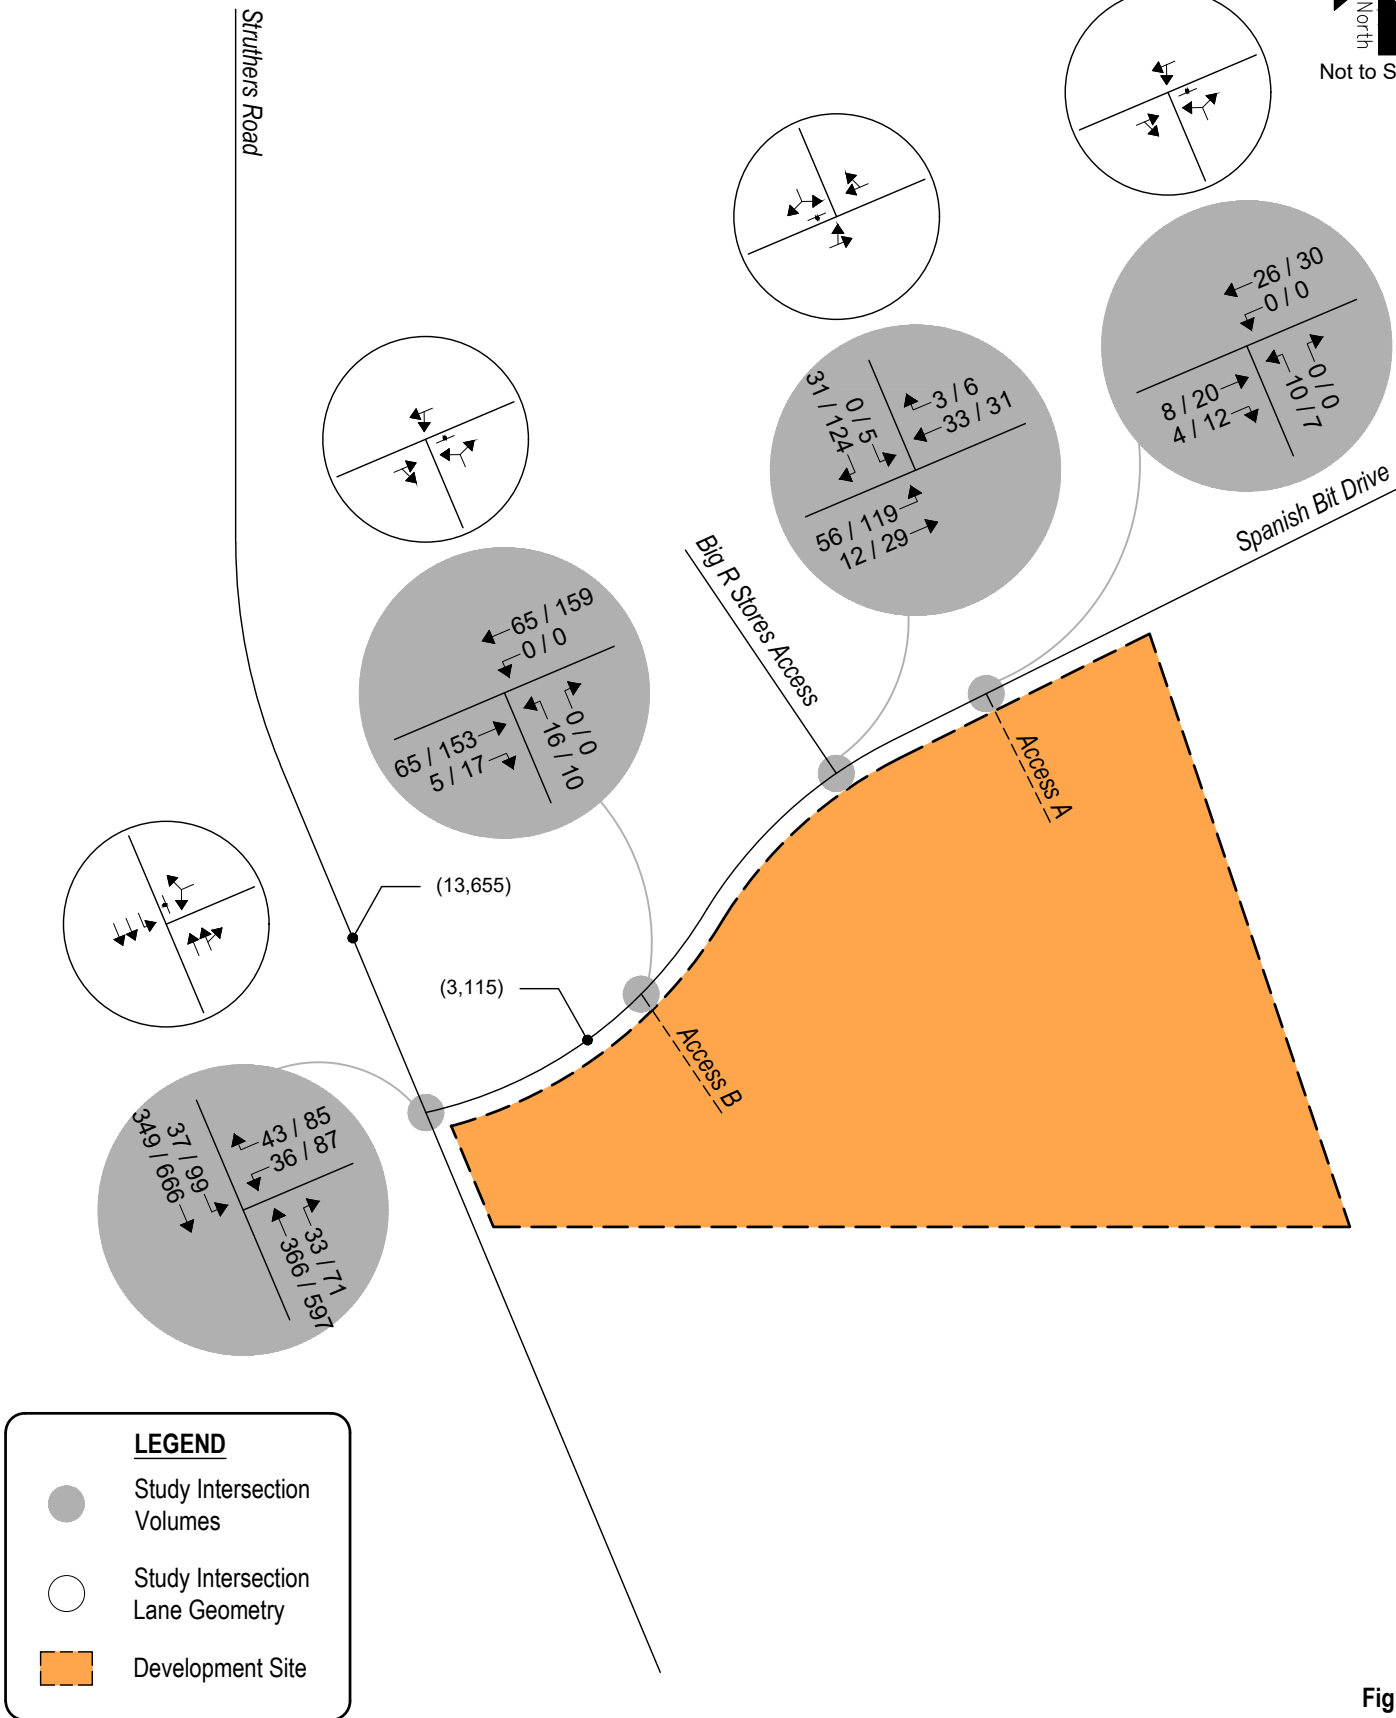 Struthers Road
North
Not to S
26 / 30
0 / 0
8 / 20
4 / 12
0 / 0
10 / 7
31 / 124
0 / 5
3 / 6
33 / 31
56 / 119
12 / 29
Spanish Bit Drive
Big R Stores Access
65 / 159
0 / 0
65 / 153
5 / 17
0 / 0
16 / 10
Access A
(13,655)
(3,115)
Access B
349 / 666
37 / 99
43 / 85
36 / 87
33 / 71
366 / 597
LEGEND
Study Intersection
Volumes
Study Intersection
Lane Geometry
Development Site
Fig